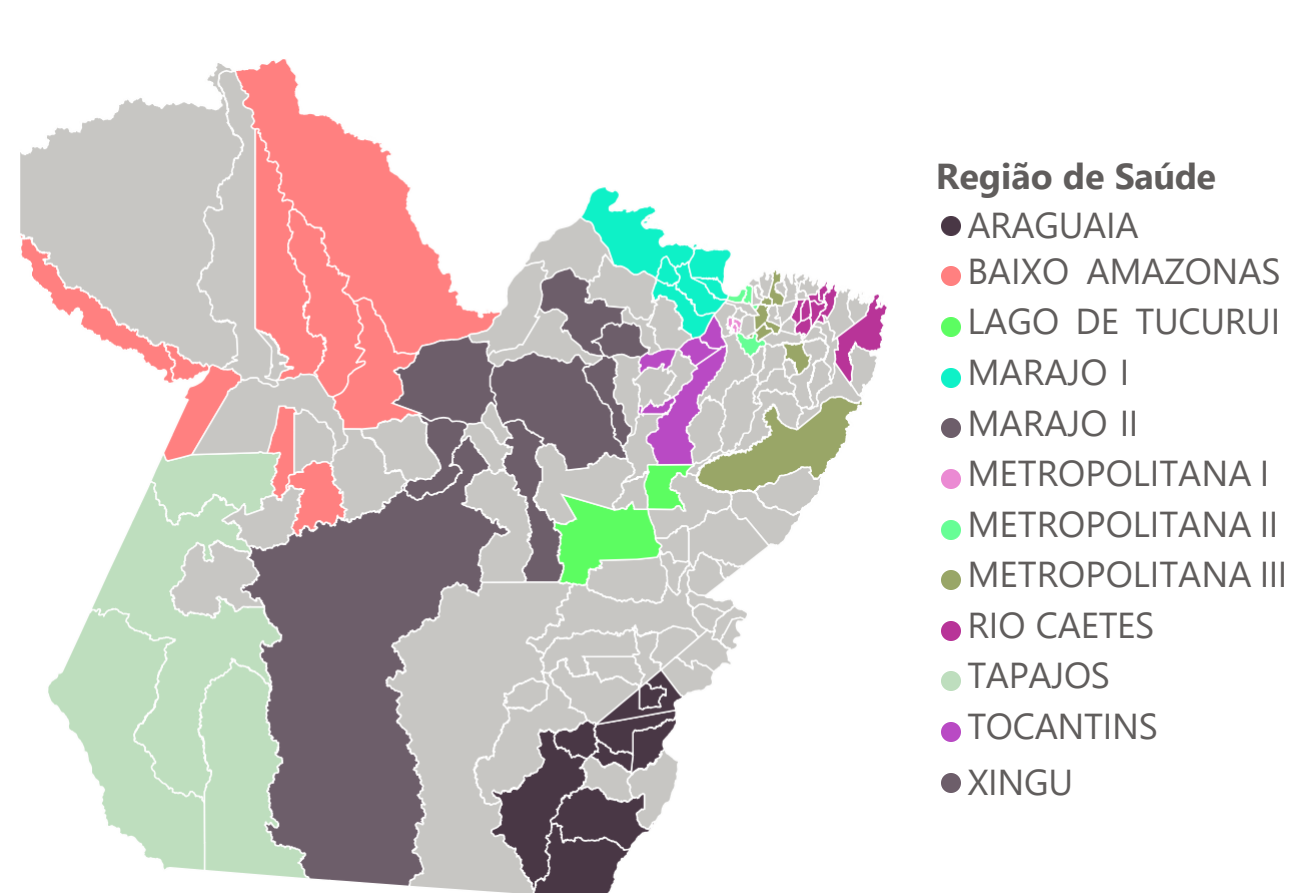 Região de Saúde
ARAGUAIA
BAIXO AMAZONAS
LAGO DE TUCURUI
MARAJO I
MARAJO II
METROPOLITANA I
METROPOLITANA II
METROPOLITANA III
RIO CAETES
TAPAJOS
TOCANTINS
XINGU